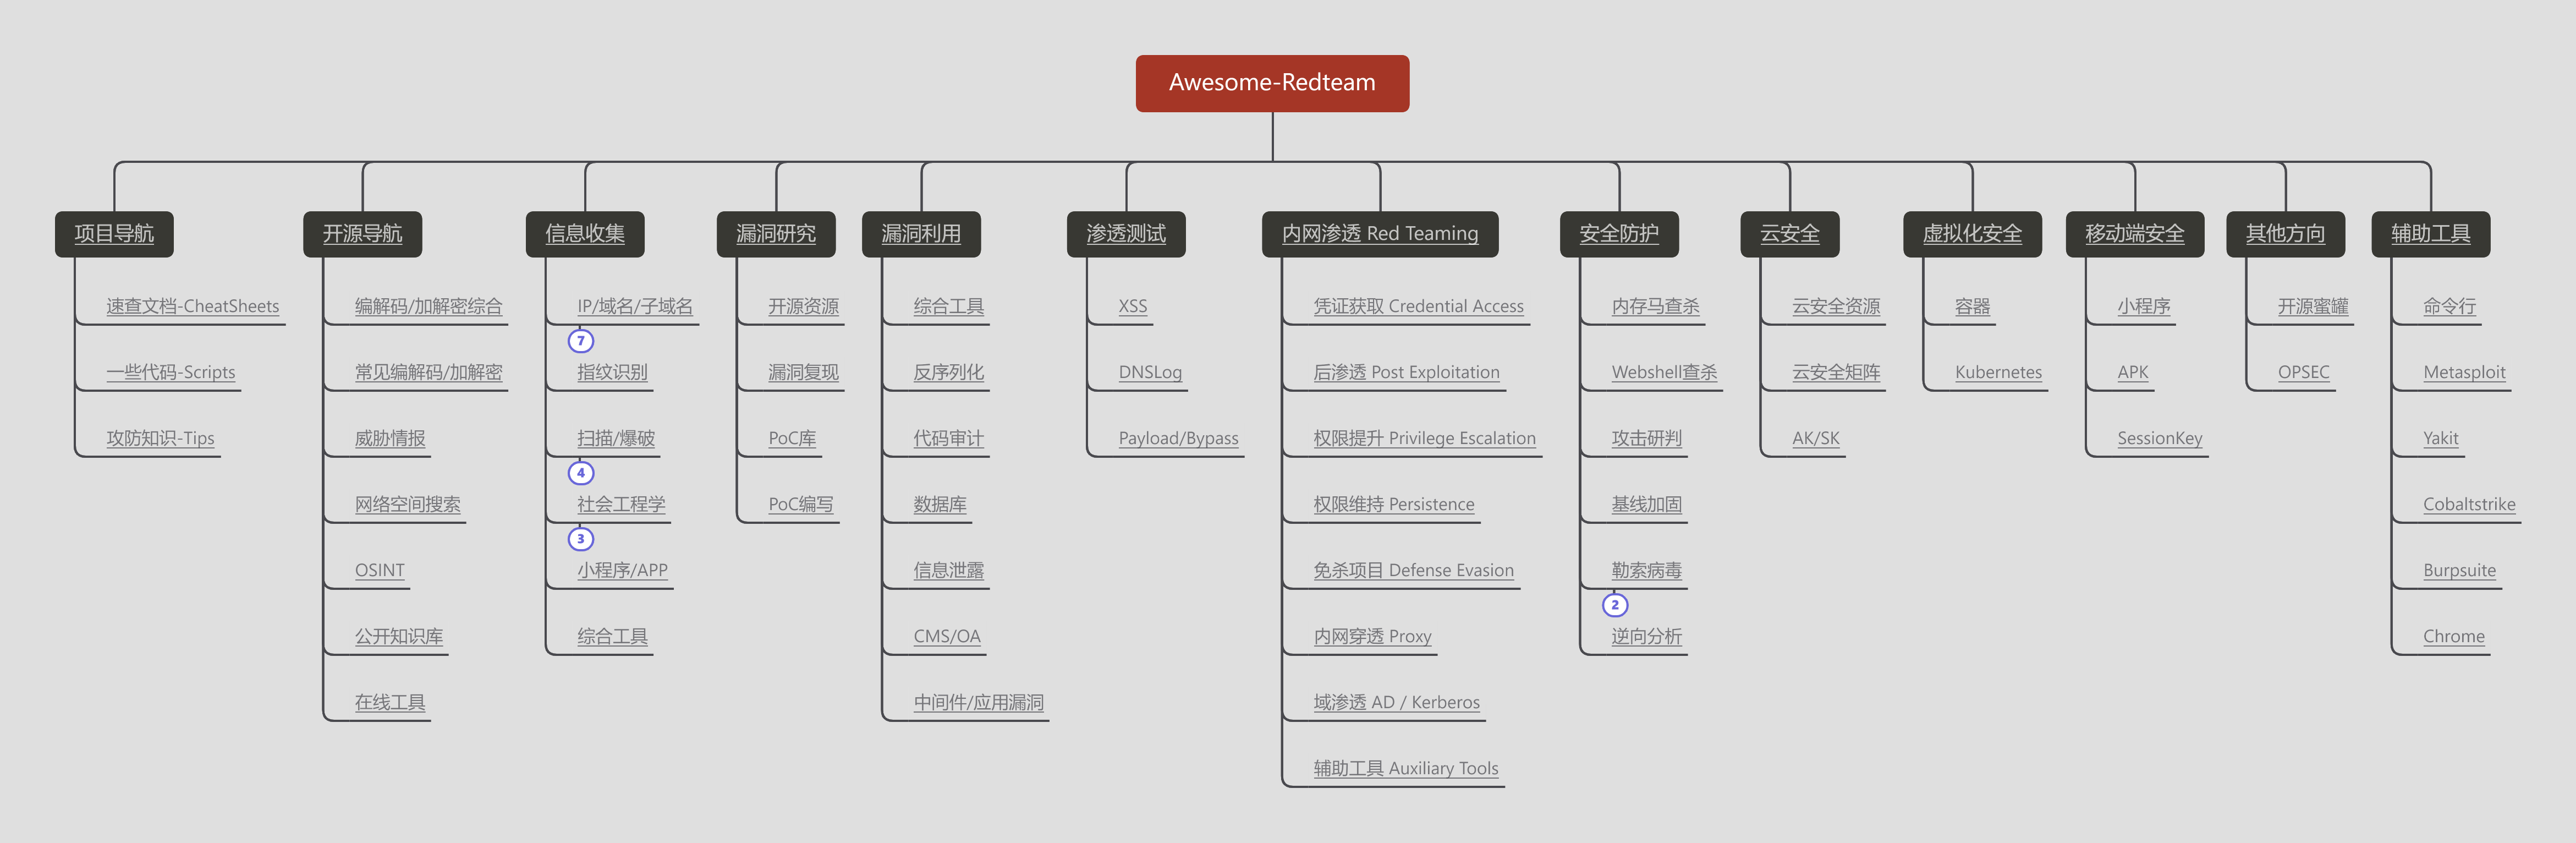 Awesome-Redteam
项目导航
速查文档-CheatSheets
一些代码-Scripts
攻防知识-Tips
开源导航
编解码/加解密综合
常见编解码/加解密
威胁情报
网络空间搜索
OSINT
公开知识库
在线工具
信息收集
IP/域名/子域名
7
指纹识别
扫描/爆破
4
社会工程学
3
小程序/APP
综合工具
漏洞研究
开源资源
漏洞复现
PoC库
PoC编写
漏洞利用
综合工具
反序列化
代码审计
数据库
信息泄露
CMS/OA
中间件/应用漏洞
渗透测试
XSS
DNSLog
Payload/Bypass
内网渗透 Red Teaming
凭证获取 Credential Access
后渗透 Post Exploitation
权限提升 Privilege Escalation
权限维持 Persistence
免杀项目 Defense Evasion
内网穿透 Proxy
域渗透 AD / Kerberos
辅助工具 Auxiliary Tools
安全防护
内存马查杀
Webshell查杀
攻击研判
基线加固
勒索病毒
2
逆向分析
云安全
云安全资源
云安全矩阵
AK/SK
虚拟化安全
容器
Kubernetes
移动端安全
小程序
APK
SessionKey
其他方向
开源蜜罐
OPSEC
辅助工具
命令行
Metasploit
Yakit
Cobaltstrike
Burpsuite
Chrome